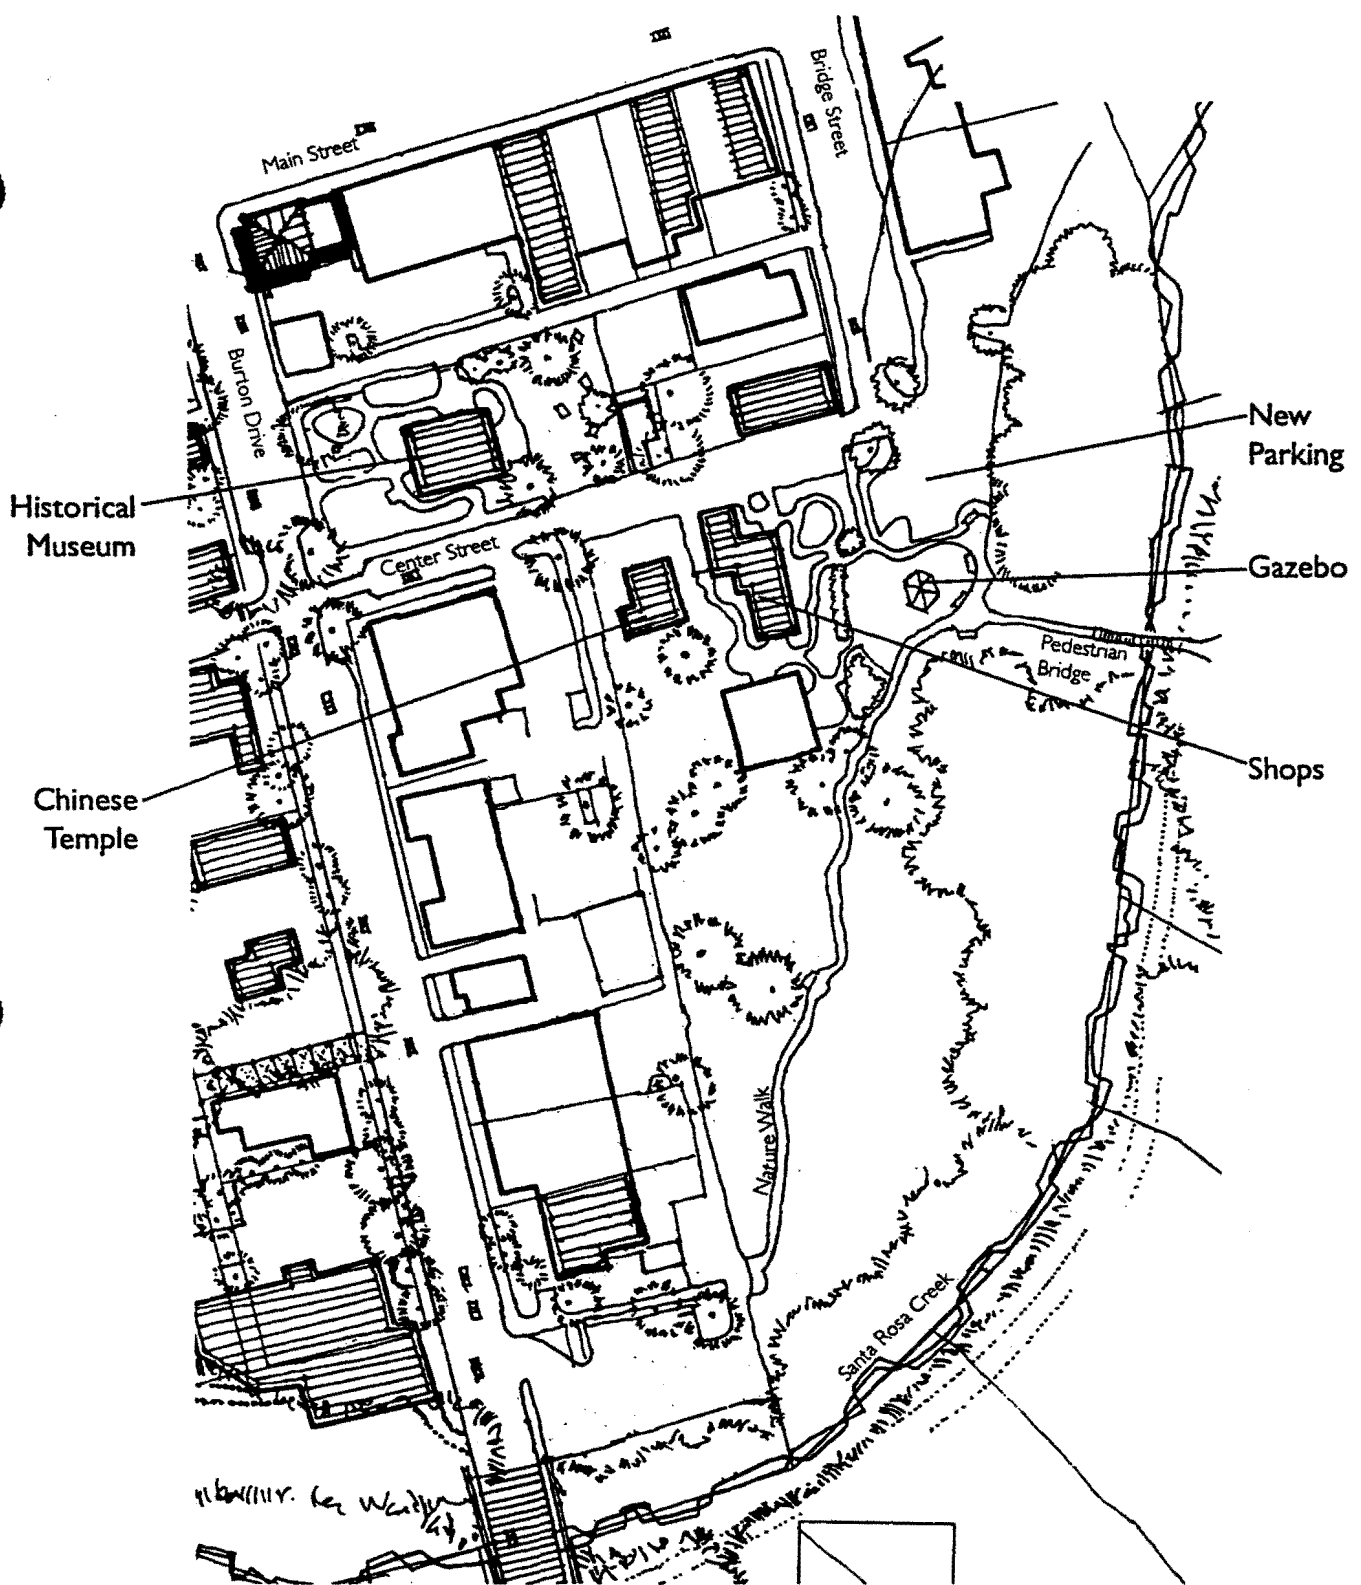 Main Street
Bridge Street
Burton Drive
New
Parking
Historical
Museum
Center Street
Gazebo
Pedestrian
Bridge
Shops
Chinese
Temple
Nature Walk
Santa Rosa Creek